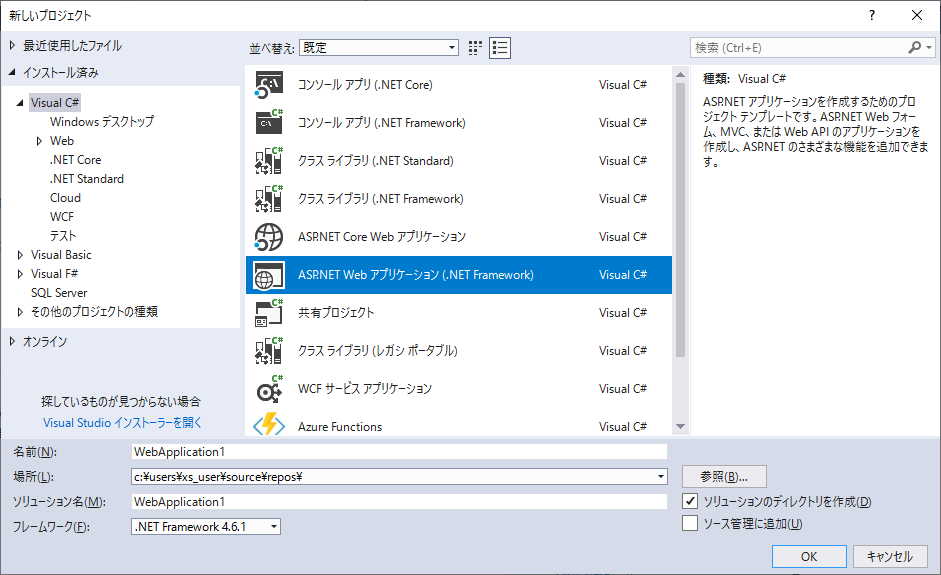 新しいプロジェクト
?
最近使用したファイル
並べ替え: 既定
検索 (Ctrl+E)
インストール済み
Visual C#
Windows デスクトップ
Web
.NET Core
.NET Standard
Cloud
WCF
テスト
Visual Basic
Visual F#
SQL Server
その他のプロジェクトの種類
オンライン
探しているものが見つからない場合
Visual Studio インストーラーを開く
コンソール アプリ (.NET Core) Visual C#
コンソール アプリ (.NET Framework) Visual C#
クラス ライブラリ (.NET Standard) Visual C#
クラス ライブラリ (.NET Framework) Visual C#
ASP.NET Core Web アプリケーション Visual C#
ASP.NET Web アプリケーション (.NET Framework) Visual C#
共有プロジェクト Visual C#
クラス ライブラリ (レガシ ポータブル) Visual C#
WCF サービス アプリケーション Visual C#
Azure Functions Visual C#
種類: Visual C#
ASP.NET アプリケーションを作成するためのプロ
ジェクト テンプレートです。ASP.NET Web フォー
ム、MVC、または Web API のアプリケーションを
作成し、ASP.NET のさまざまな機能を追加できま
す。
名前(N): WebApplication1
場所(L): c:¥users¥xs_user¥source¥repos¥
参照(B)...
ソリューション名(M): WebApplication1
ソリューションのディレクトリを作成(D)
フレームワーク(F): .NET Framework 4.6.1
ソース管理に追加(U)
OK
キャンセル